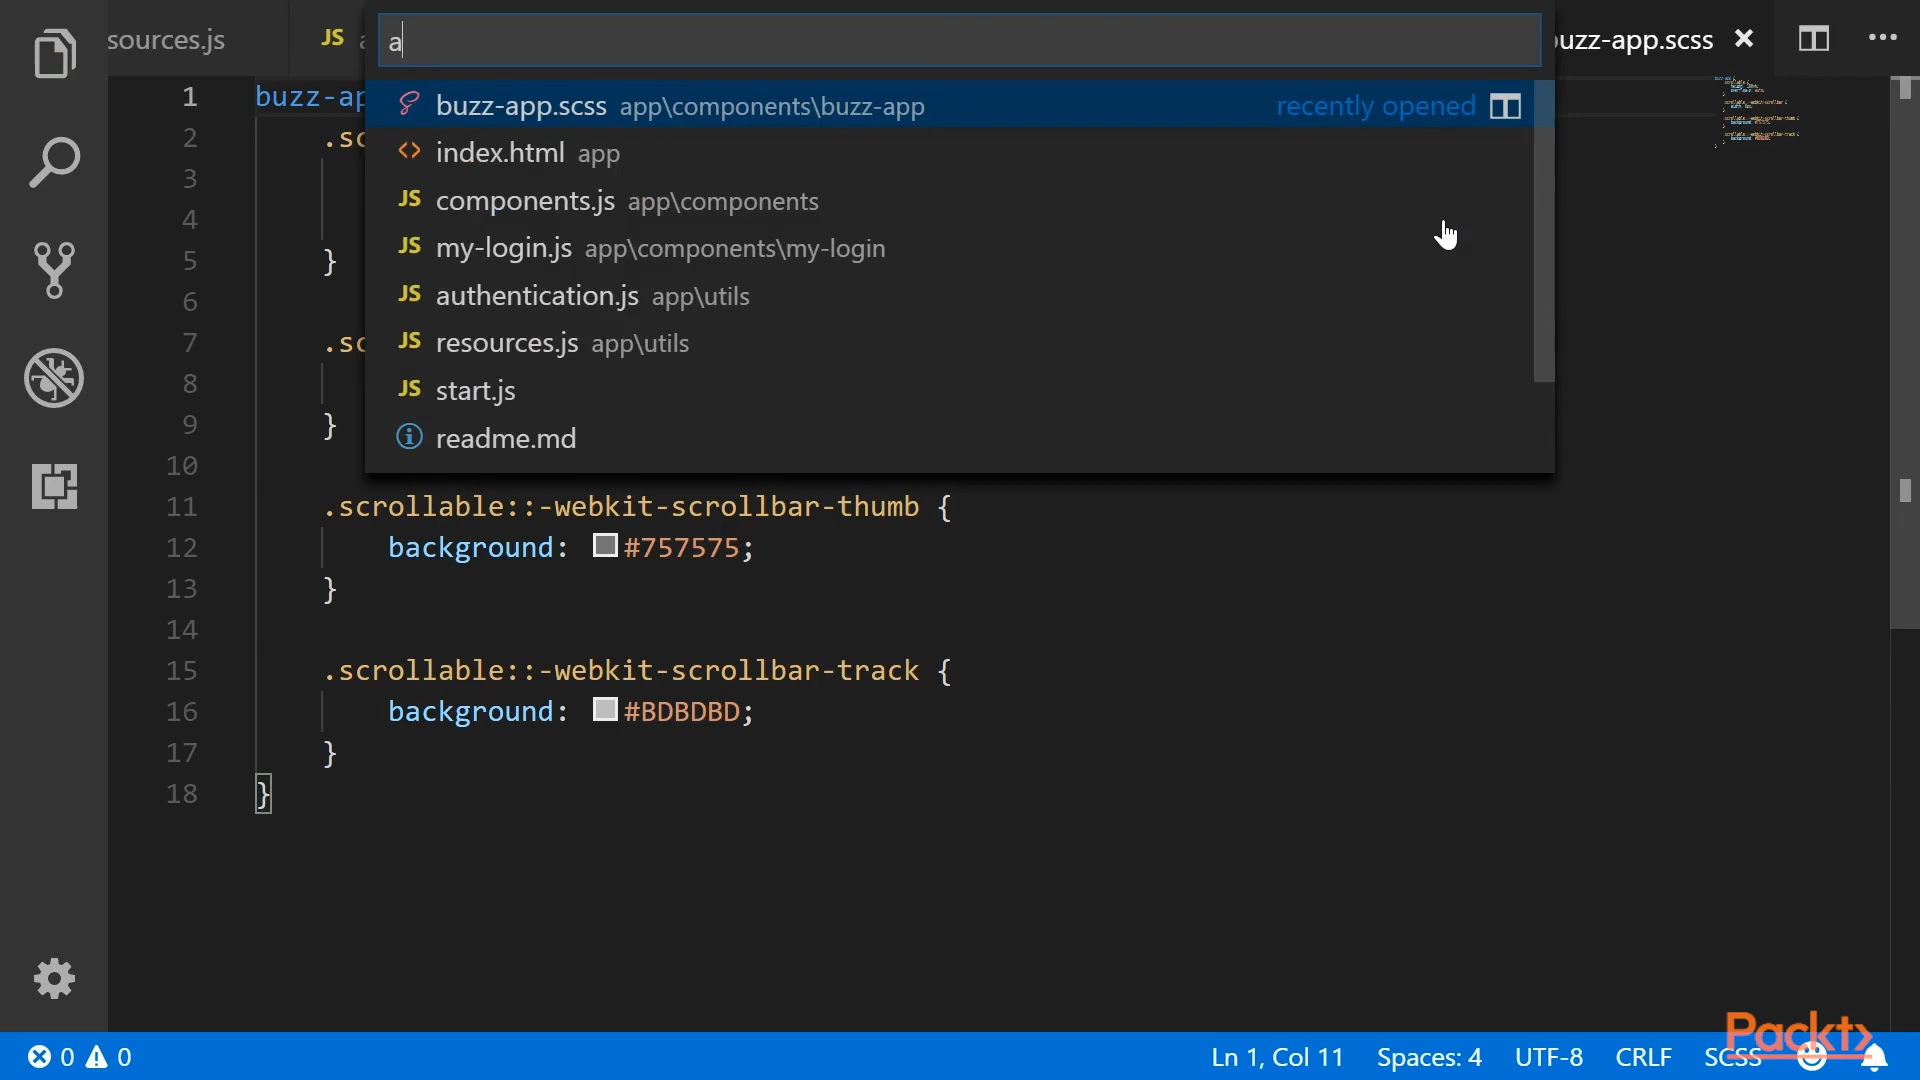 sources.js
JS a
a
buzz-app.scss
buzz-app.scss app\components\buzz-app recently opened
index.html app
JS components.js app\components
JS my-login.js app\components\my-login
JS authentication.js app\utils
JS resources.js app\utils
JS start.js
readme.md
1 buzz-ap
2 .sc
3
4
5 }
6
7 .sc
8
9 }
10
11 .scrollable::-webkit-scrollbar-thumb {
12 background: #757575;
13 }
14
15 .scrollable::-webkit-scrollbar-track {
16 background: #BDBDBD;
17 }
18 }
Packt>
0 0 Ln 1, Col 11 Spaces: 4 UTF-8 CRLF SCSS